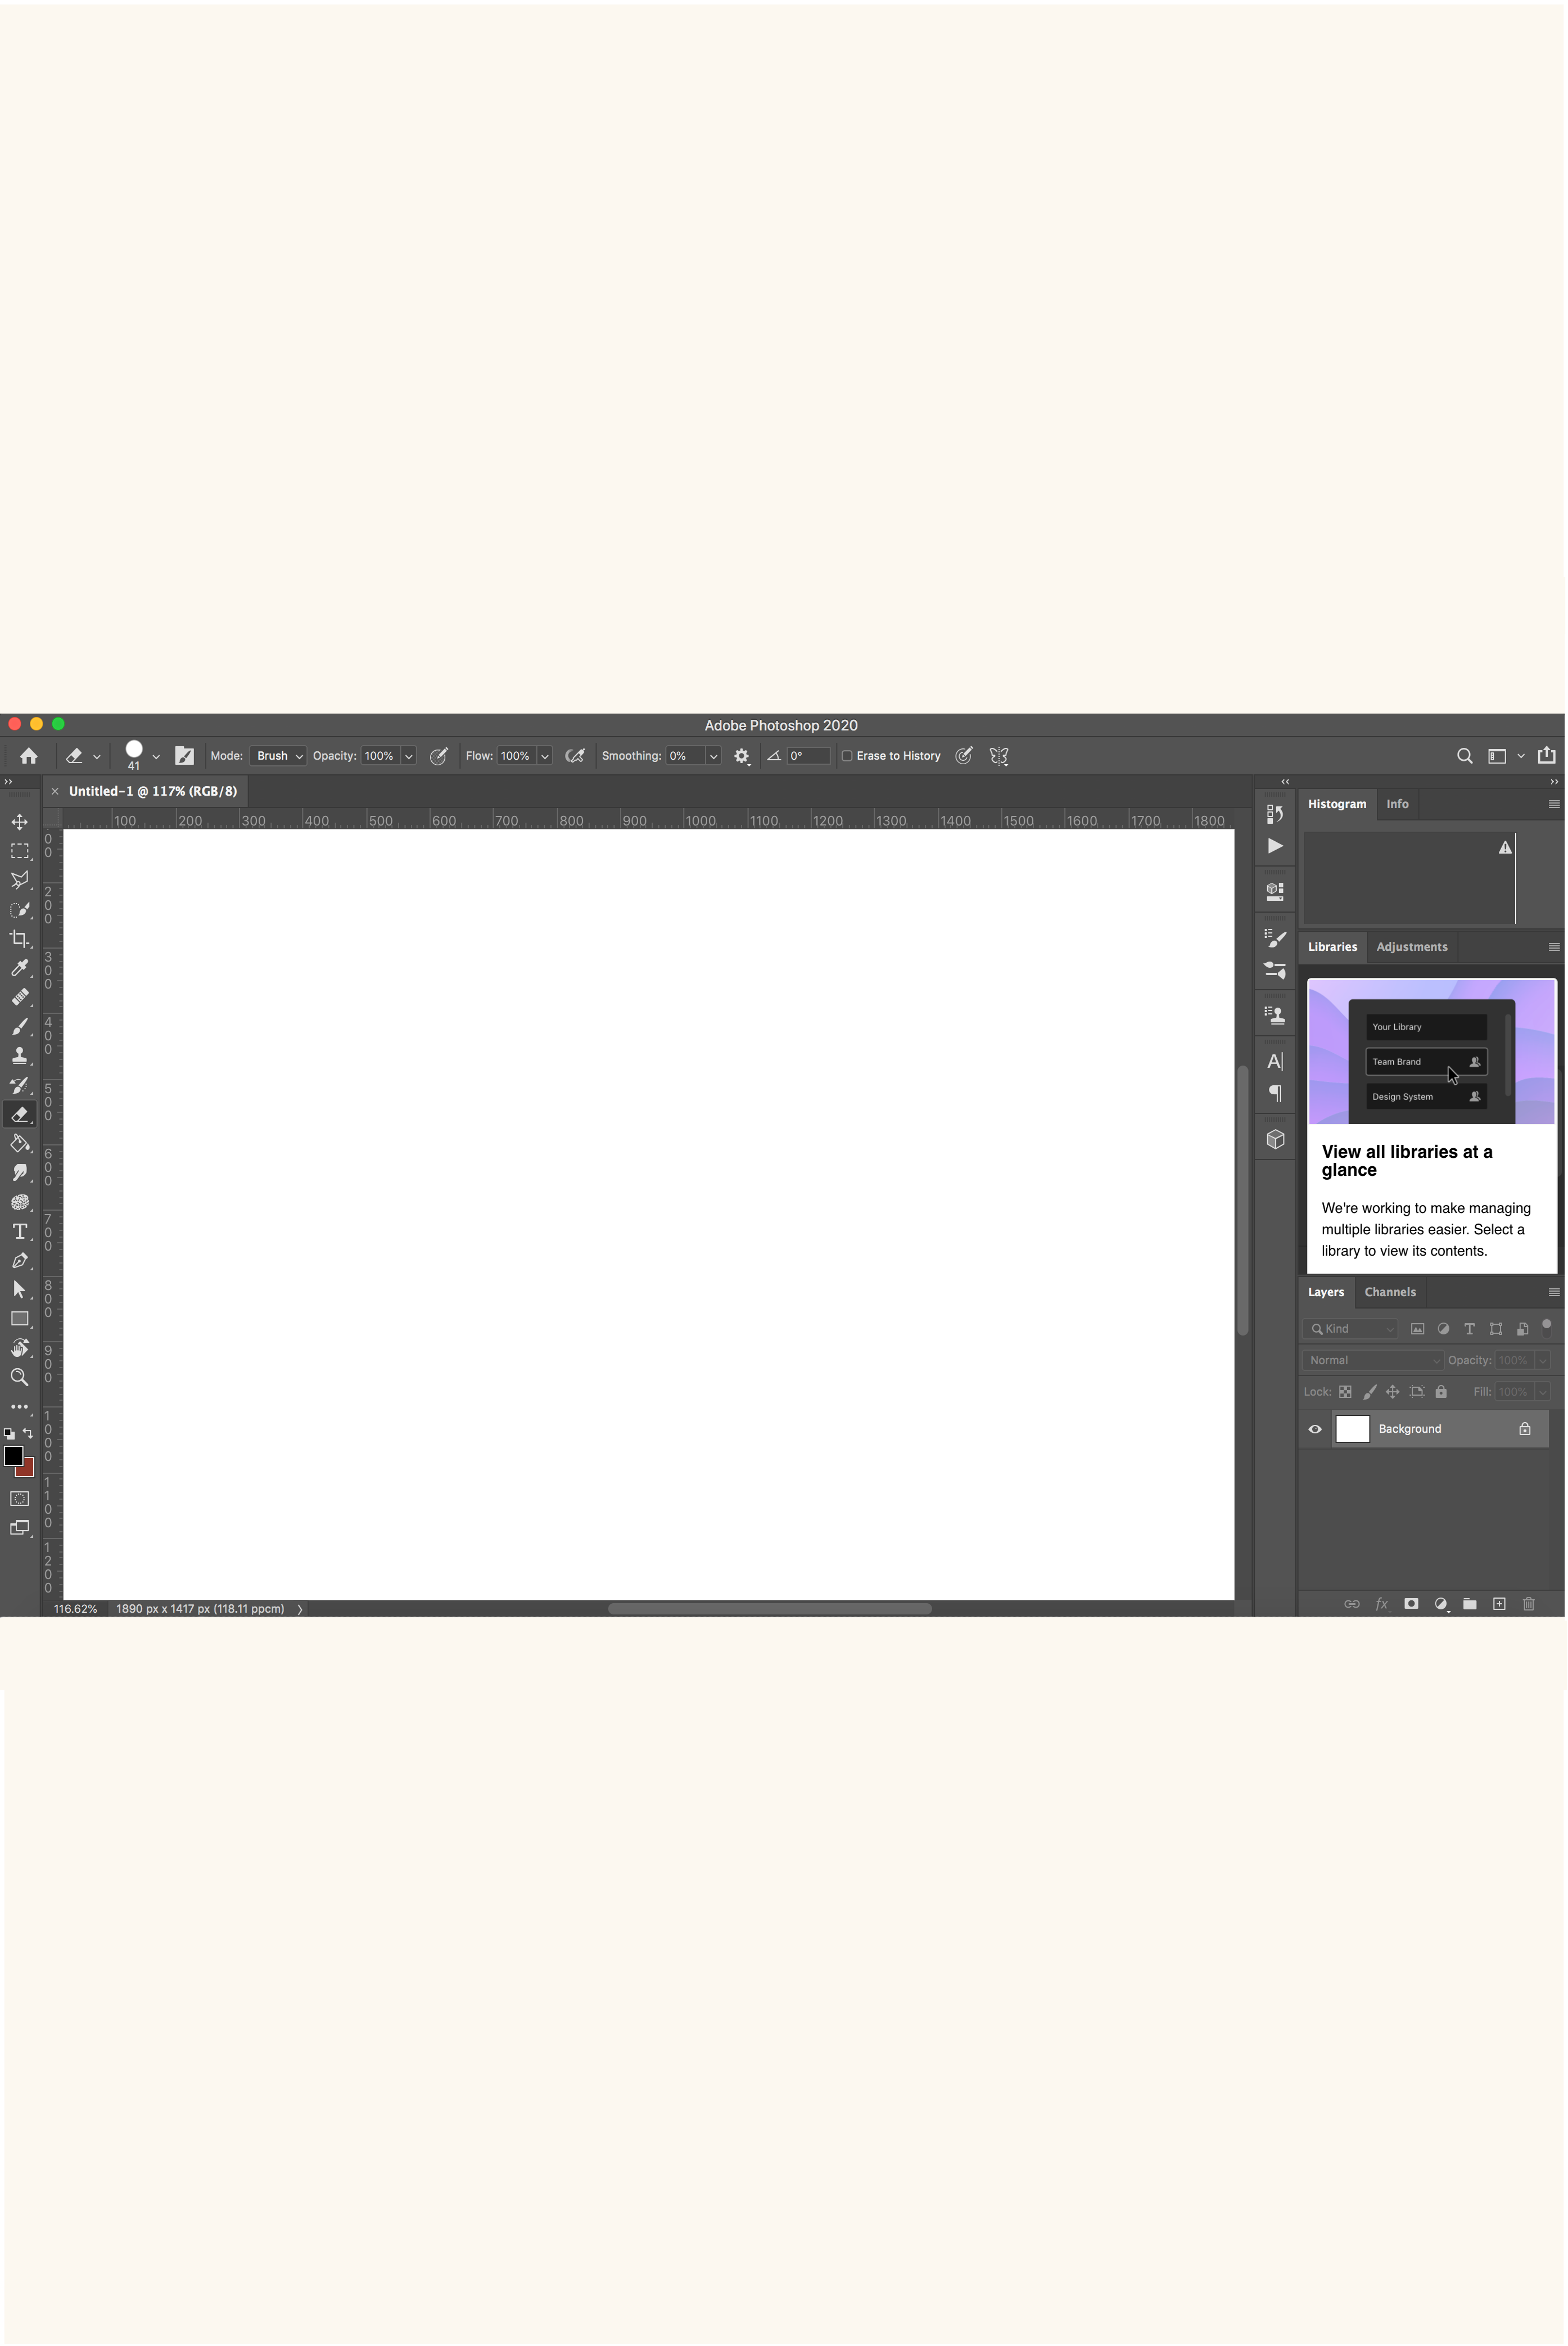 Adobe Photoshop 2020
41 Mode: Brush Opacity: 100% Flow: 100% Smoothing: 0% 0° Erase to History
Untitled-1 @ 117% (RGB/8)
100 200 300 400 500 600 700 800 900 1000 1100 1200 1300 1400 1500 1600 1700 1800
0 0
2 0 0
3 0 0
4 0 0
5 0 0
6 0 0
7 0 0
8 0 0
9 0 0
1 0 0 0
1 1 0 0
1 2 0 0
116.62% 1890 px x 1417 px (118.11 ppcm)
Histogram Info
Libraries Adjustments
Your Library
Team Brand
Design System
View all libraries at a
glance
We're working to make managing
multiple libraries easier. Select a
library to view its contents.
Layers Channels
Kind
Normal Opacity: 100%
Lock: Fill: 100%
Background
fx